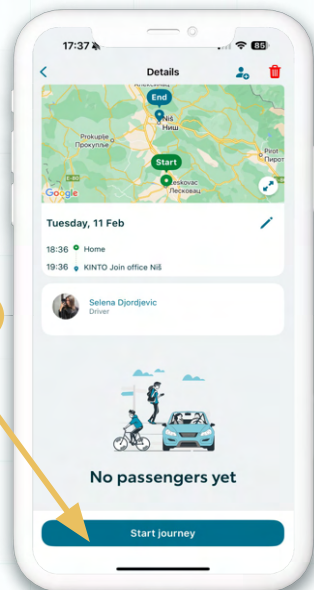 17:37
85
Details
Алексинац
End
Niš
Ниш
Prokuplje
Прокупље
Pirot
Пирот
Start
Leskovac
Лесковац
Google
Tuesday, 11 Feb
18:36 Home
19:36 KINTO Join office Niš
Selena Djordjevic
Driver
No passengers yet
Start journey